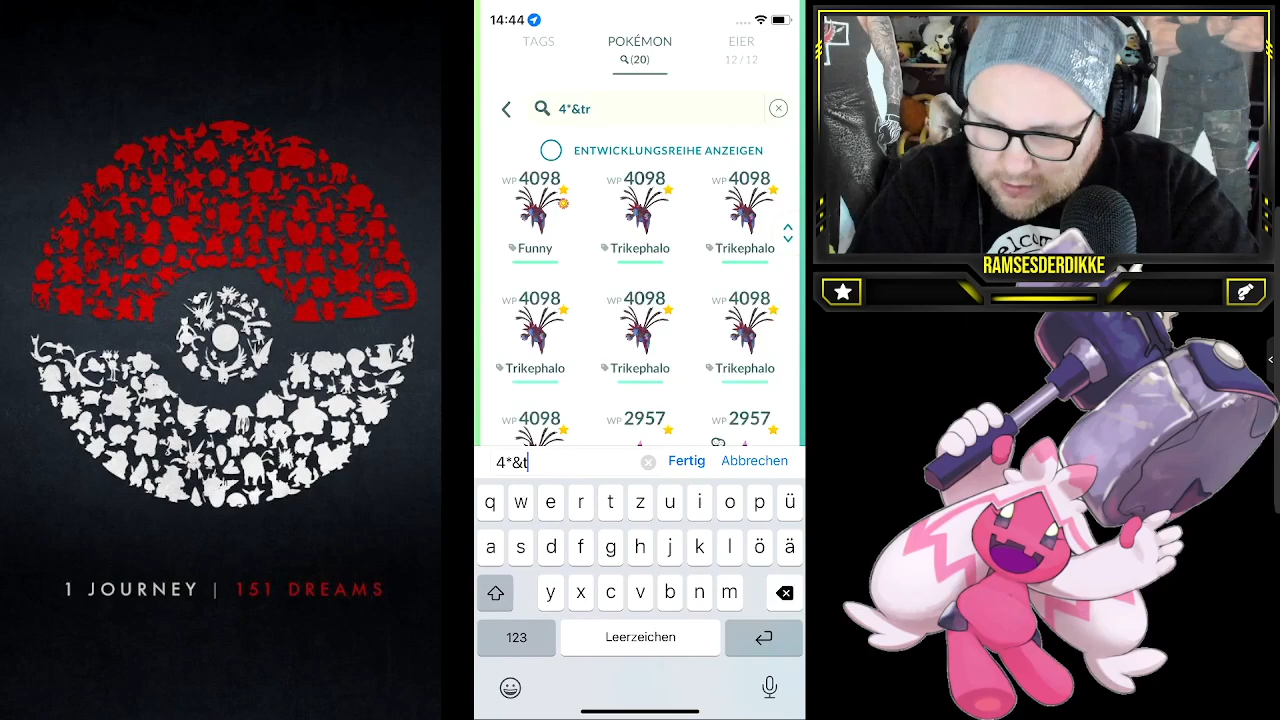 1 JOURNEY | 151 DREAMS
14:44
TAGS POKÉMON EIER
(20) 12 / 12
4*&tr
ENTWICKLUNGSREIHE ANZEIGEN
WP 4098 WP 4098 WP 4098
Funny Trikephalo Trikephalo
WP 4098 WP 4098 WP 4098
Trikephalo Trikephalo Trikephalo
WP 4098 WP 2957 WP 2957
4*&t Fertig Abbrechen
q w e r t z u i o p ü
a s d f g h j k l ö ä
y x c v b n m
123 Leerzeichen
RAMSESDERDIKKE